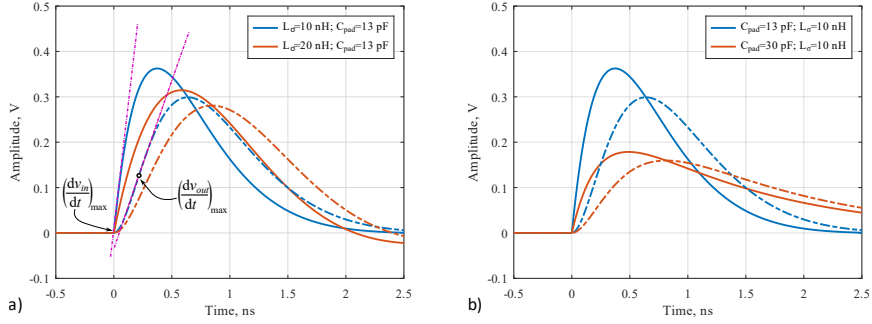 0.5
0.4
0.3
0.2
0.1
0
-0.1
Amplitude, V
-0.5
0
0.5
1
1.5
2
2.5
Time, ns
L_σ=10 nH; C_pad=13 pF
L_σ=20 nH; C_pad=13 pF
(dv_in/dt)_max
(dv_out/dt)_max
a)
0.5
0.4
0.3
0.2
0.1
0
-0.1
Amplitude, V
-0.5
0
0.5
1
1.5
2
2.5
Time, ns
C_pad=13 pF; L_σ=10 nH
C_pad=30 pF; L_σ=10 nH
b)